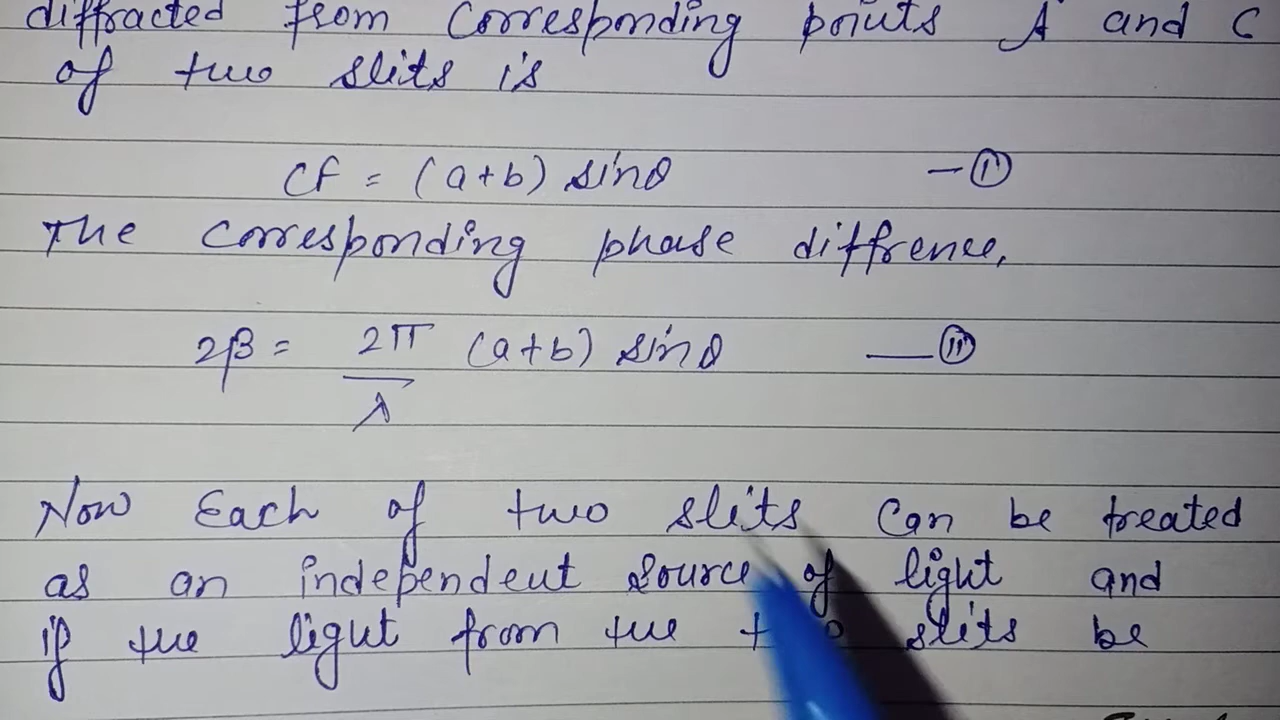 diffracted from corresponding points A and C
of two slits is
CF = (a+b) sinθ —(ii)
The corresponding phase diffrence,
2β = 2π/λ (a+b) sinθ —(iii)
Now Each of two slits can be treated
as an independent source of light and
if the light from the two slits be